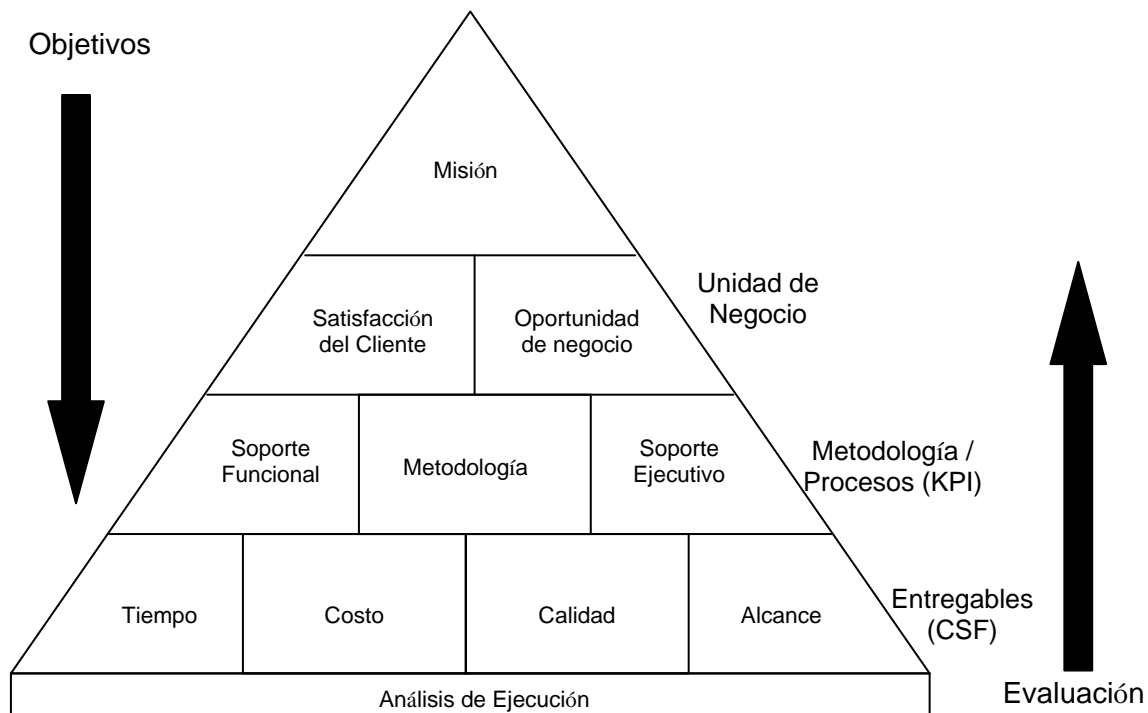 Objetivos
Misión
Unidad de
Negocio
Satisfacción
del Cliente
Oportunidad
de negocio
Soporte
Funcional
Metodología
Soporte
Ejecutivo
Metodología /
Procesos (KPI)
Tiempo
Costo
Calidad
Alcance
Entregables
(CSF)
Análisis de Ejecución
Evaluación